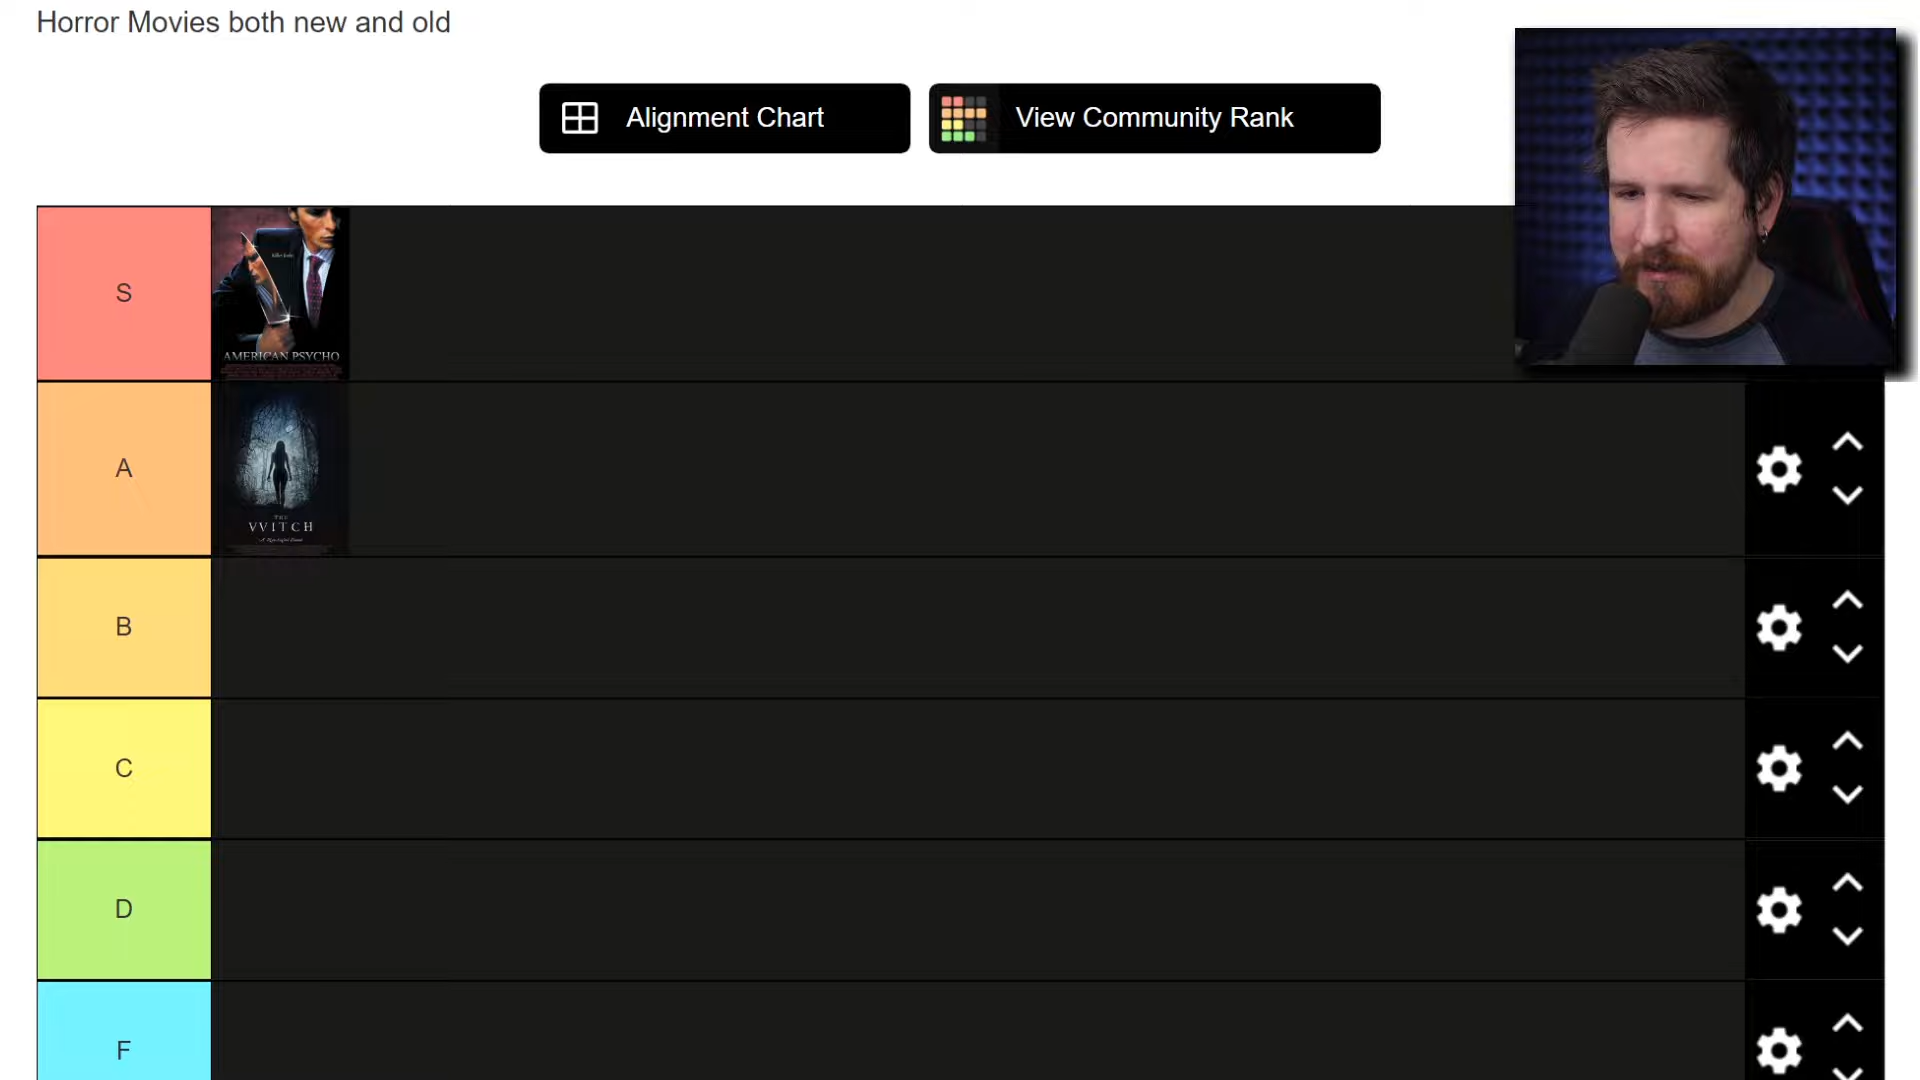 Horror Movies both new and old
Alignment Chart
View Community Rank
S
AMERICAN PSYCHO
A
THE
VVITCH
B
C
D
F